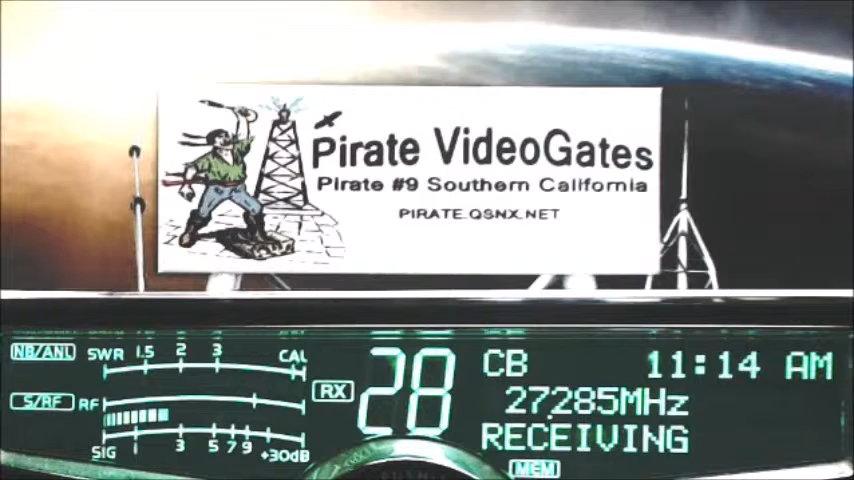 Pirate VideoGates
Pirate #9 Southern California
PIRATE.QSNX.NET
NB/ANL
SWR 1.5 2 3 CAL
S/RF
RF
SIG 1 3 5 7 9 +30dB
RX
28
CB
11:14 AM
27.285MHz
RECEIVING
MEM
PUSH